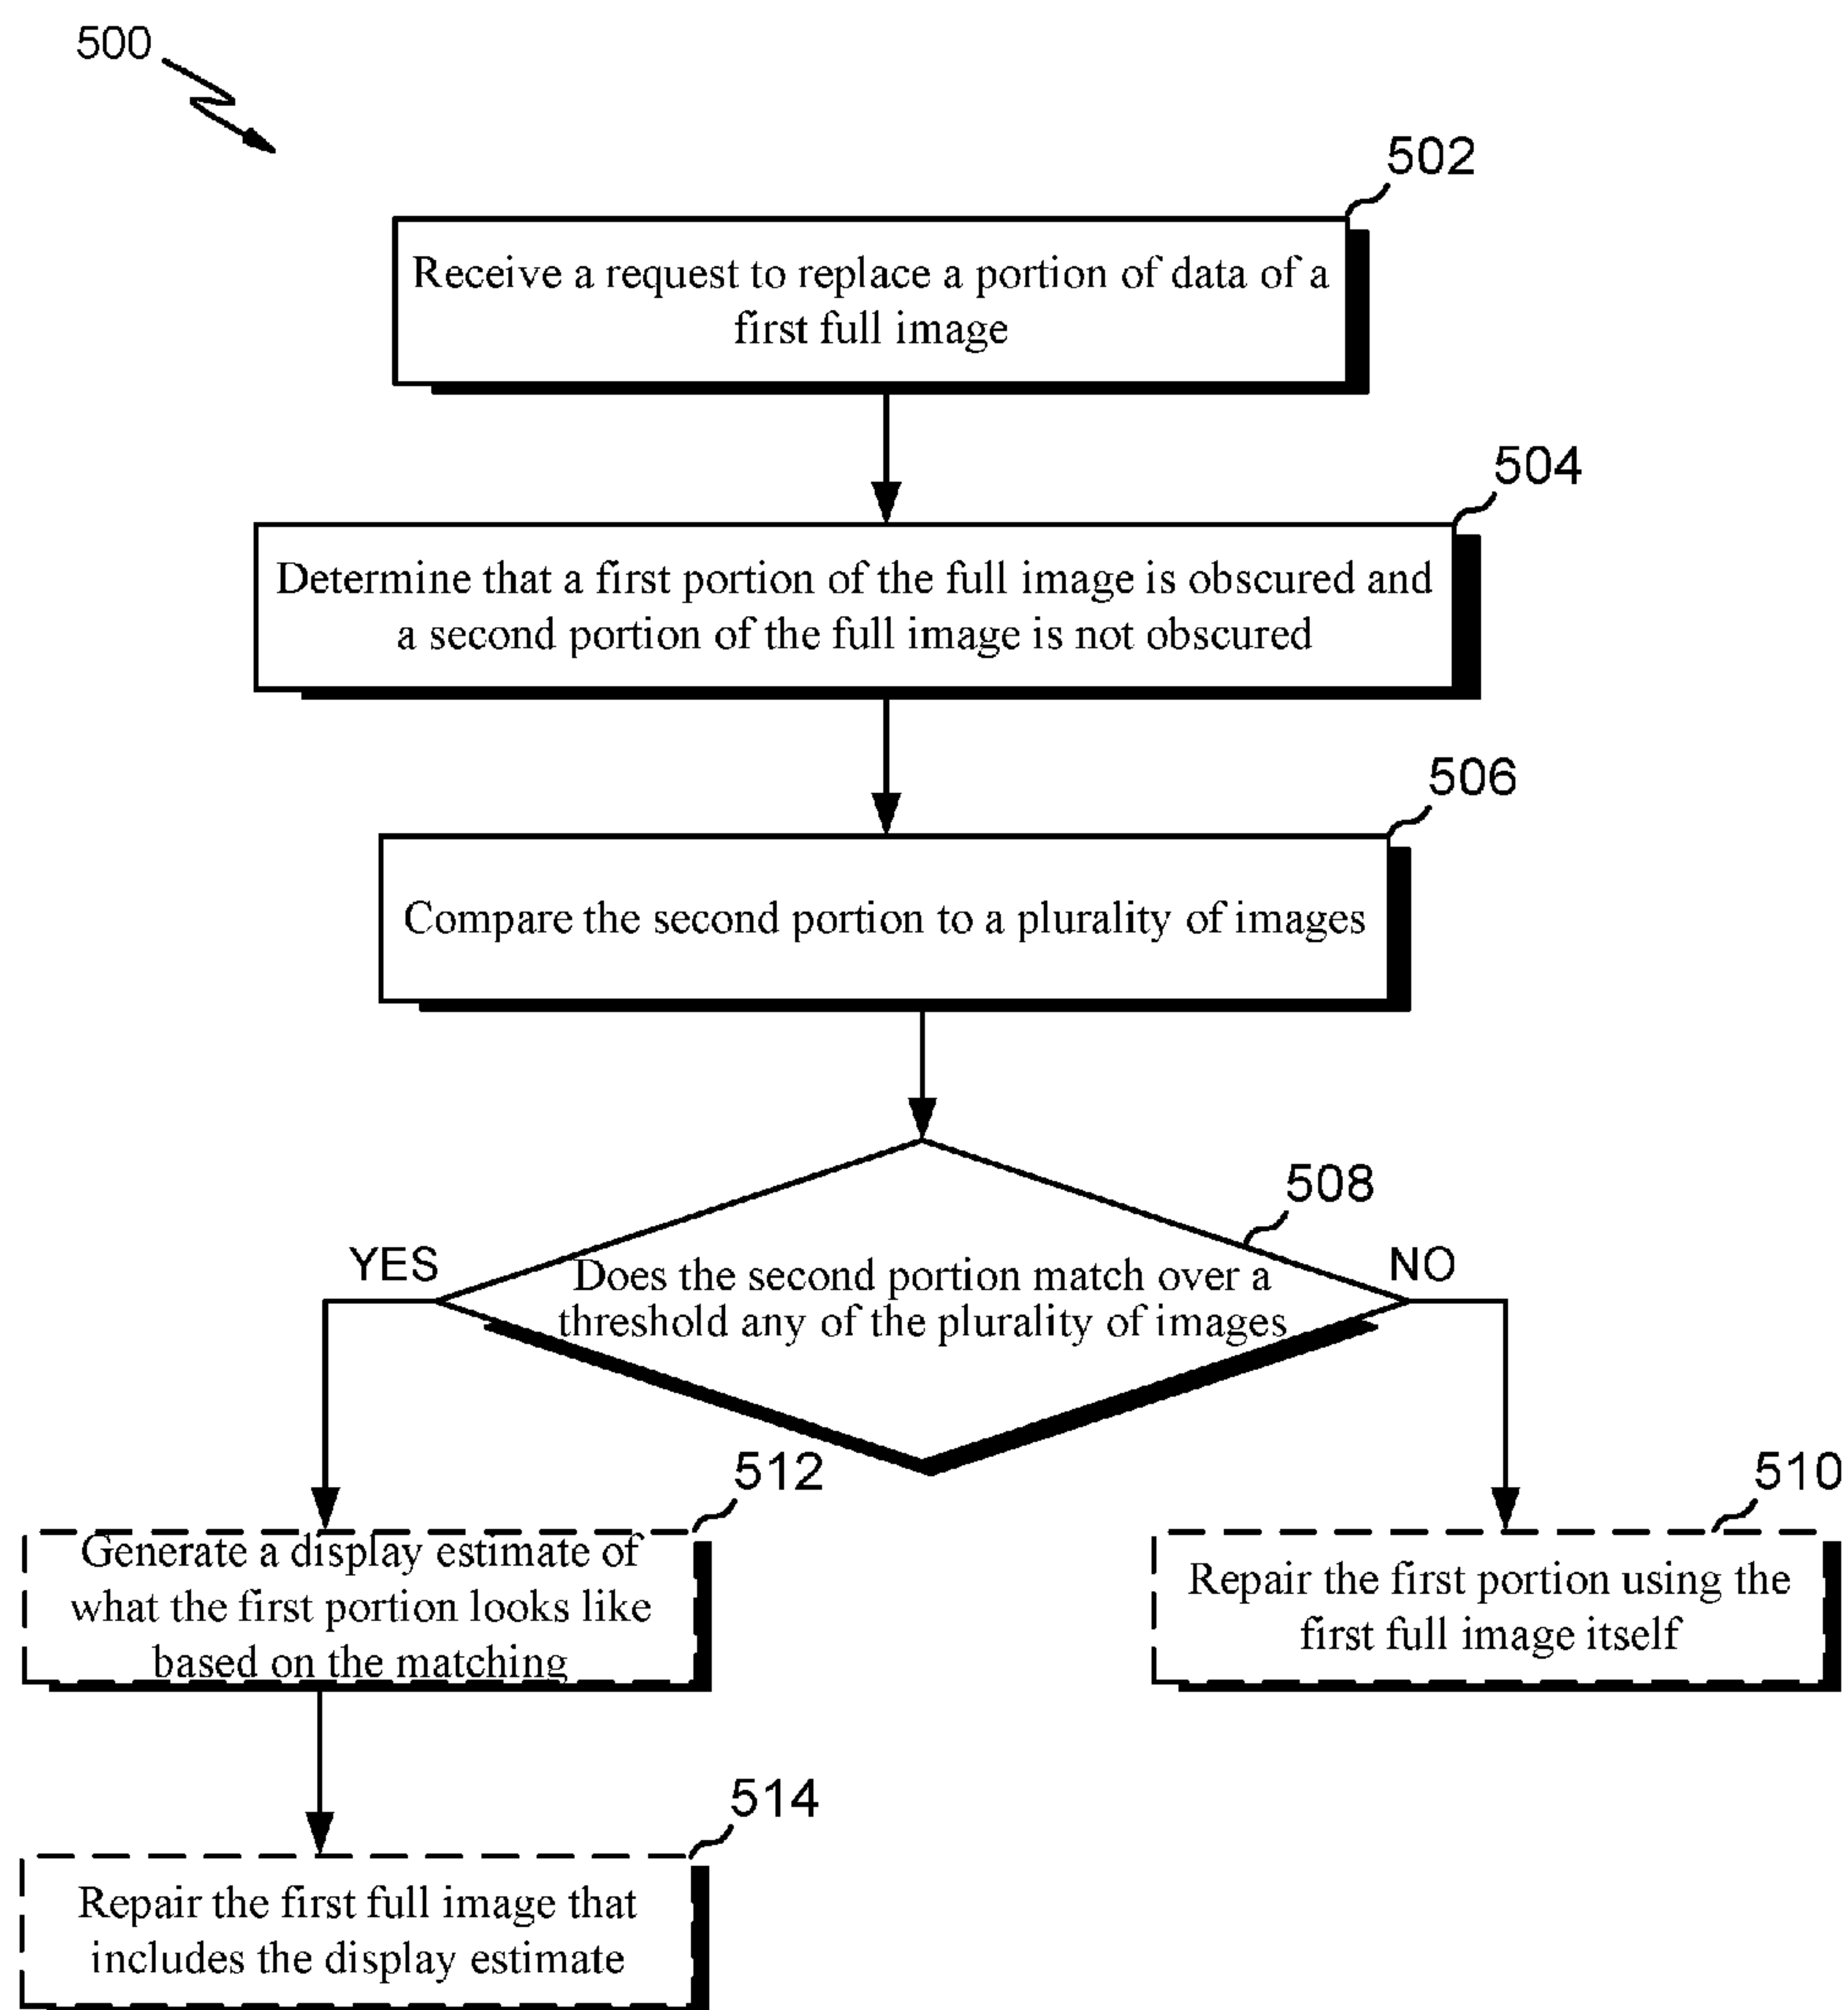 500
502
Receive a request to replace a portion of data of a
first full image
504
Determine that a first portion of the full image is obscured and
a second portion of the full image is not obscured
506
Compare the second portion to a plurality of images
508
YES
NO
Does the second portion match over a
threshold any of the plurality of images
512
Generate a display estimate of
what the first portion looks like
based on the matching
510
Repair the first portion using the
first full image itself
514
Repair the first full image that
includes the display estimate